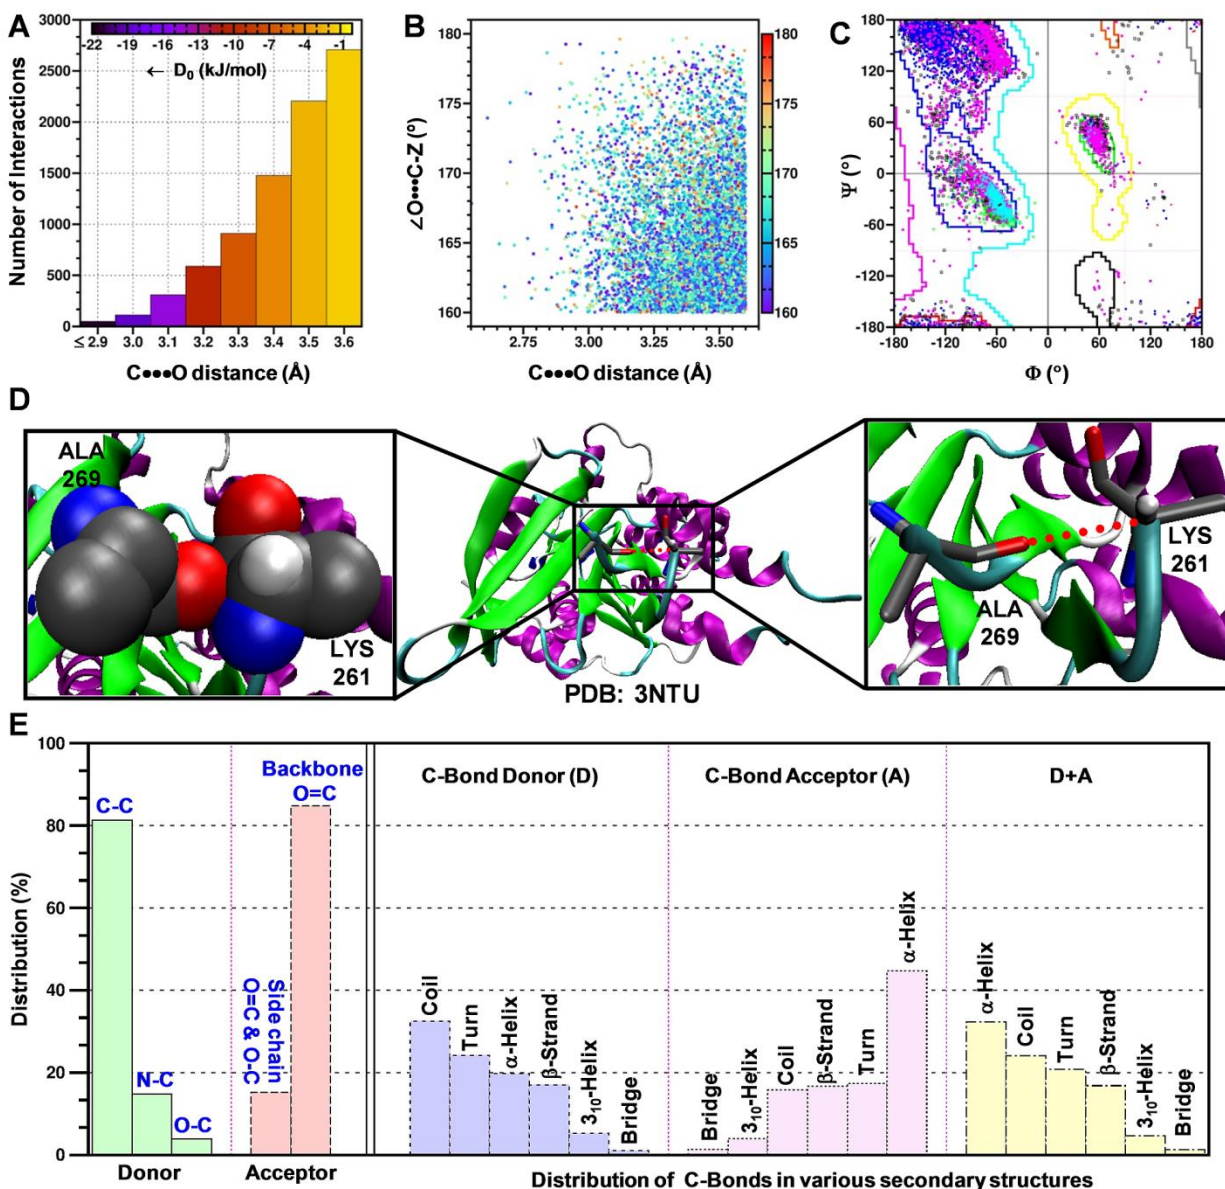 A
3000
2500
2000
1500
1000
500
0
Number of Interactions
-22 -19 -16 -13 -10 -7 -4 -1
← D₀ (kJ/mol)
≤2.9 3.0 3.1 3.2 3.3 3.4 3.5 3.6
C•••O distance (Å)
B
180
175
170
165
160
∠O•••C-Z (°)
2.75 3.00 3.25 3.50
C•••O distance (Å)
180
175
170
165
160
C
180
120
60
0
-60
-120
-180
Ψ (°)
-180 -120 -60 0 60 120 180
Φ (°)
D
ALA
269
LYS
261
PDB: 3NTU
LYS
261
ALA
269
E
100
80
60
40
20
0
Distribution (%)
C-C
N-C
O-C
Donor
Side chain
O=C & O-C
Backbone
O=C
Acceptor
C-Bond Donor (D)
Coil
Turn
α-Helix
β-Strand
3₁₀-Helix
Bridge
C-Bond Acceptor (A)
Bridge
3₁₀-Helix
Coil
β-Strand
Turn
α-Helix
D+A
α-Helix
Coil
Turn
β-Strand
3₁₀-Helix
Bridge
Distribution of C-Bonds in various secondary structures